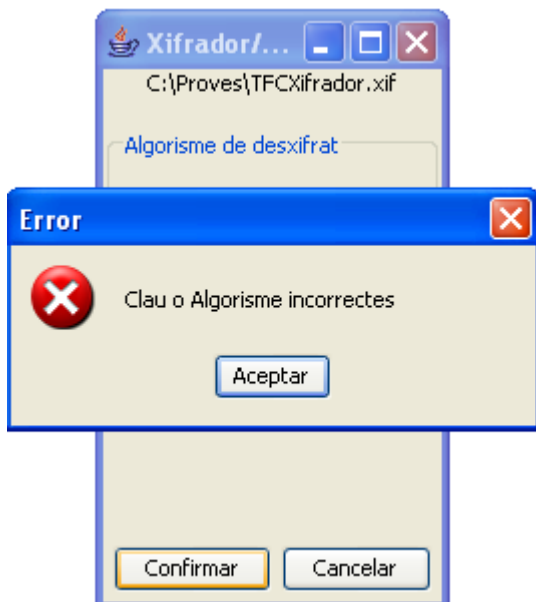 Xifrador/...
C:\Proves\TFCXifrador.xif
Algorisme de desxifrat
Error
Clau o Algorisme incorrectes
Aceptar
Confirmar
Cancelar